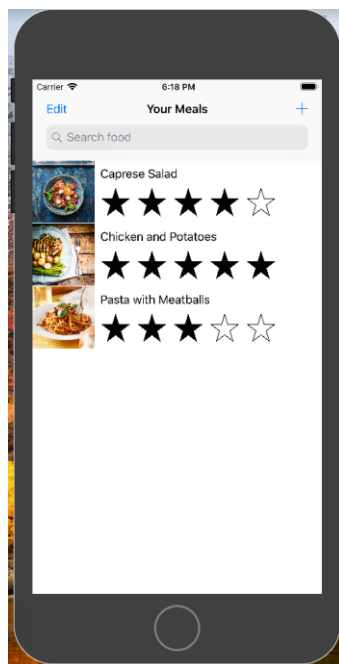 Carrier 6:18 PM
Edit Your Meals +
Search food
Caprese Salad
Chicken and Potatoes
Pasta with Meatballs